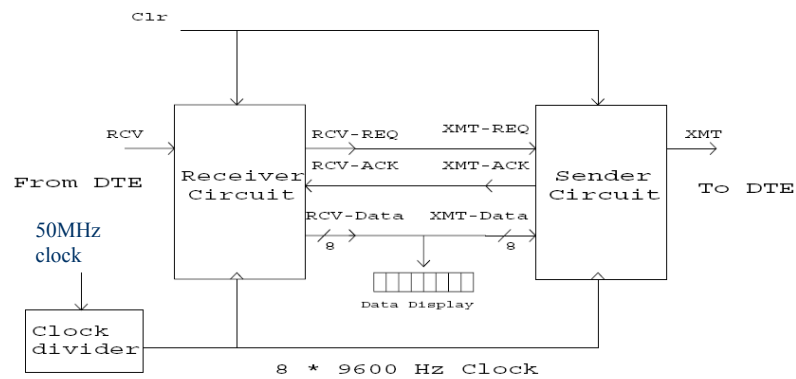 Clr
RCV
RCV-REQ
XMT-REQ
XMT
From DTE
Receiver
Circuit
RCV-ACK
XMT-ACK
Sender
Circuit
To DTE
RCV-Data
XMT-Data
8
8
50MHz
clock
Data Display
Clock
divider
8 * 9600 Hz Clock